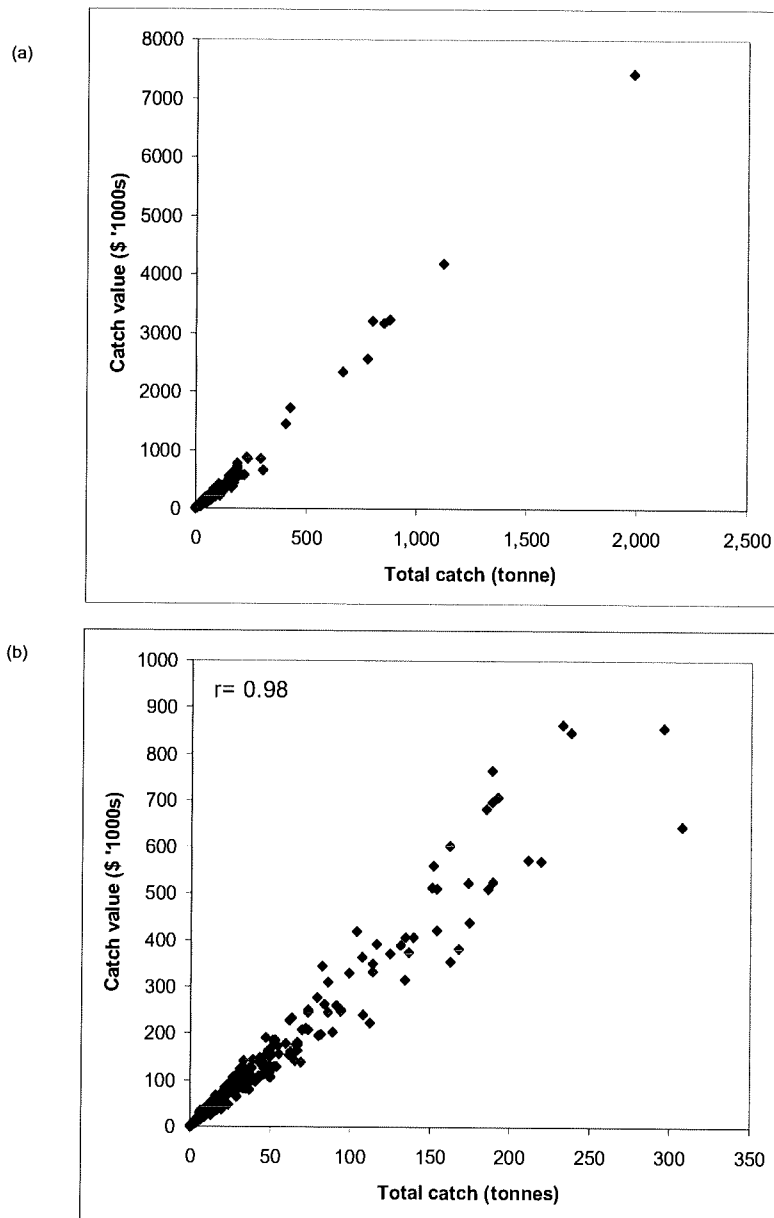 (a)
8000
7000
6000
5000
4000
3000
2000
1000
0
Catch value ($ '1000s)
0 500 1,000 1,500 2,000 2,500
Total catch (tonne)
(b)
r= 0.98
1000
900
800
700
600
500
400
300
200
100
0
Catch value ($ '1000s)
0 50 100 150 200 250 300 350
Total catch (tonnes)